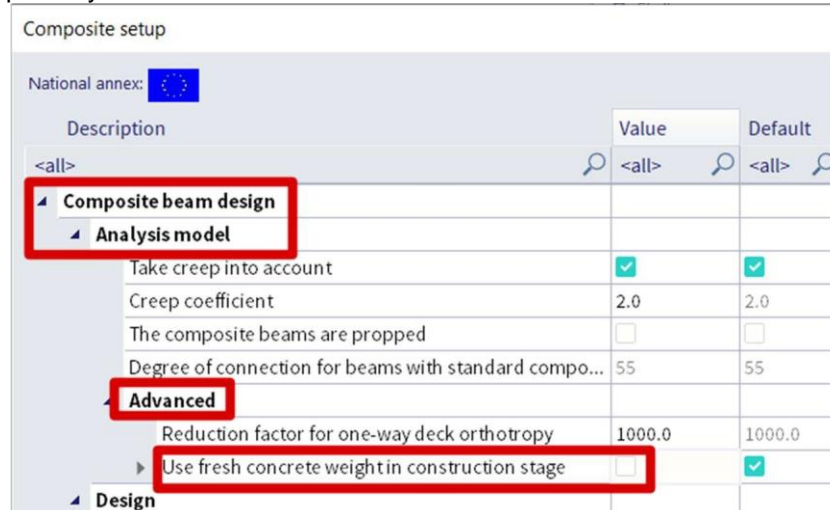 Composite setup
National annex:
Description Value Default
<all> <all> <all>
Composite beam design
Analysis model
Take creep into account
Creep coefficient 2.0 2.0
The composite beams are propped
Degree of connection for beams with standard compo... 55 55
Advanced
Reduction factor for one-way deck orthotropy 1000.0 1000.0
Use fresh concrete weight in construction stage
Design